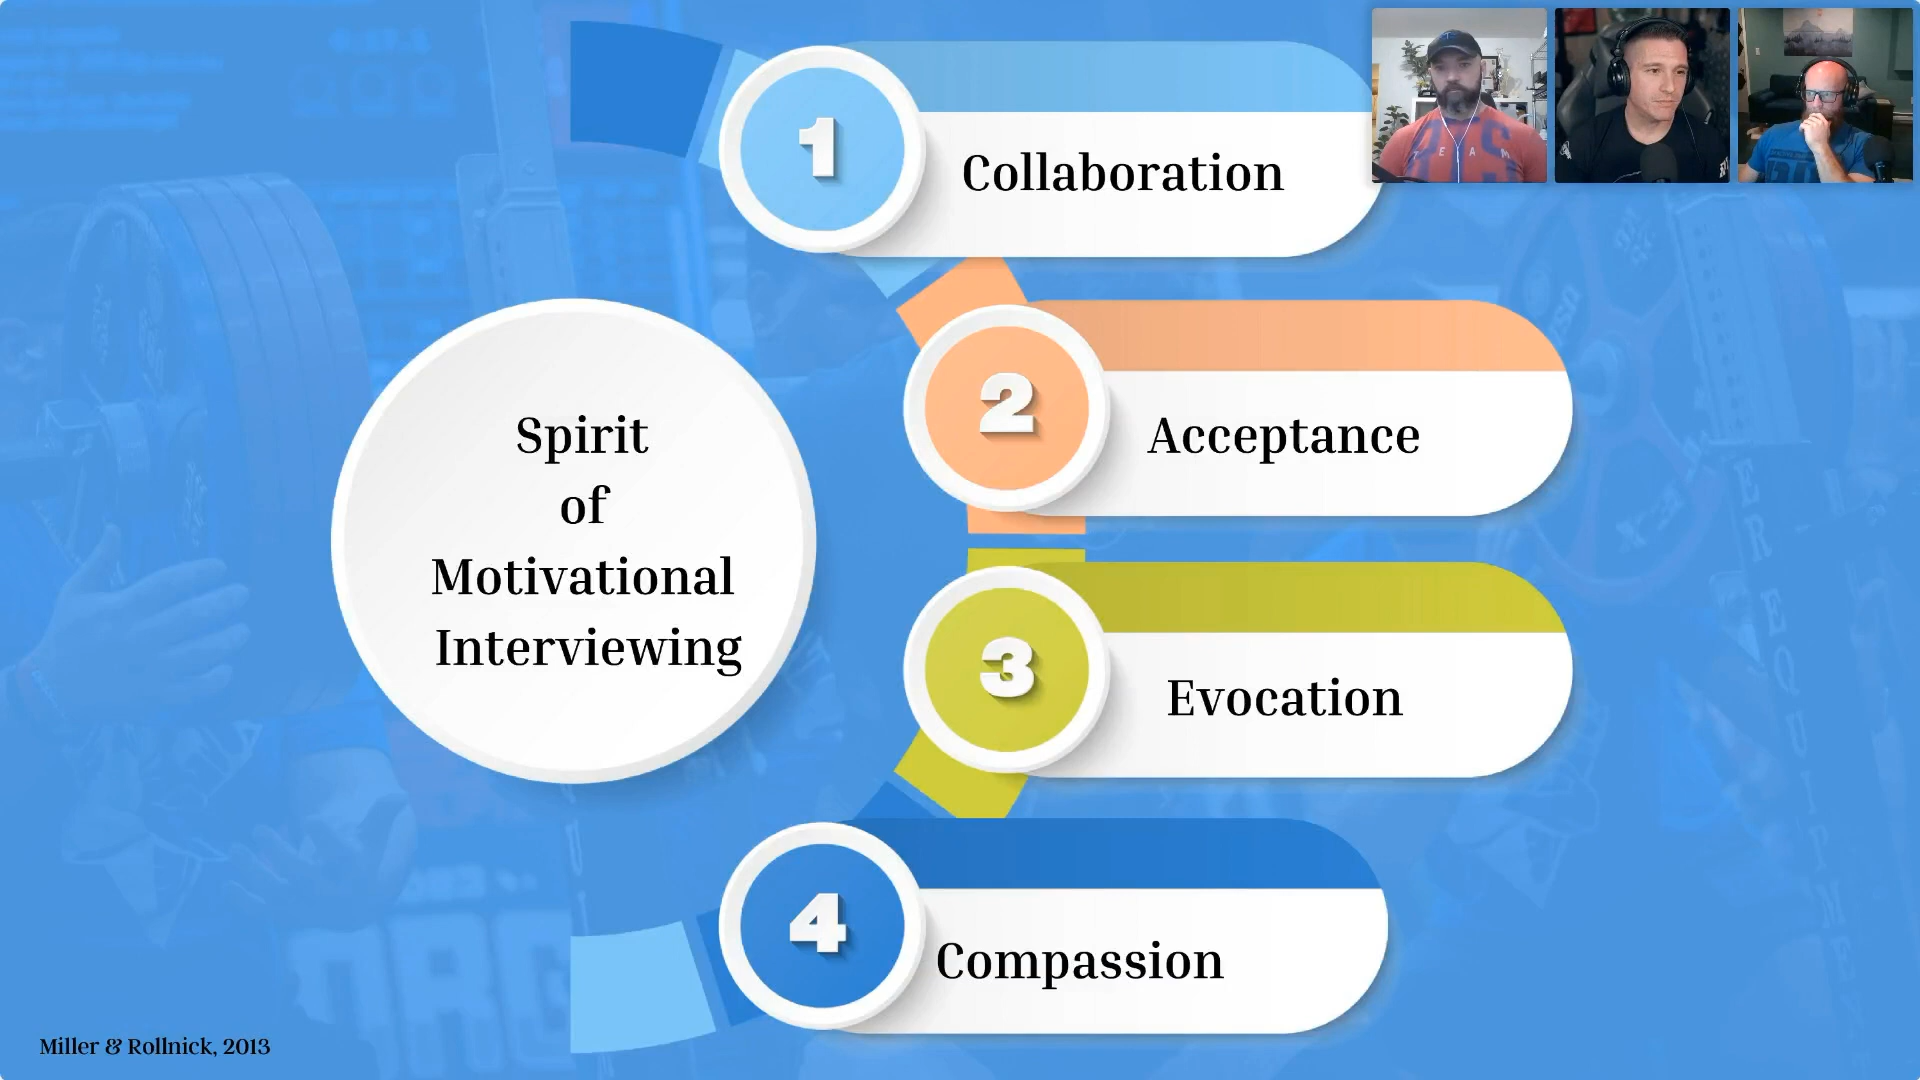 Spirit
of
Motivational
Interviewing
1
Collaboration
2
Acceptance
3
Evocation
4
Compassion
Miller & Rollnick, 2013